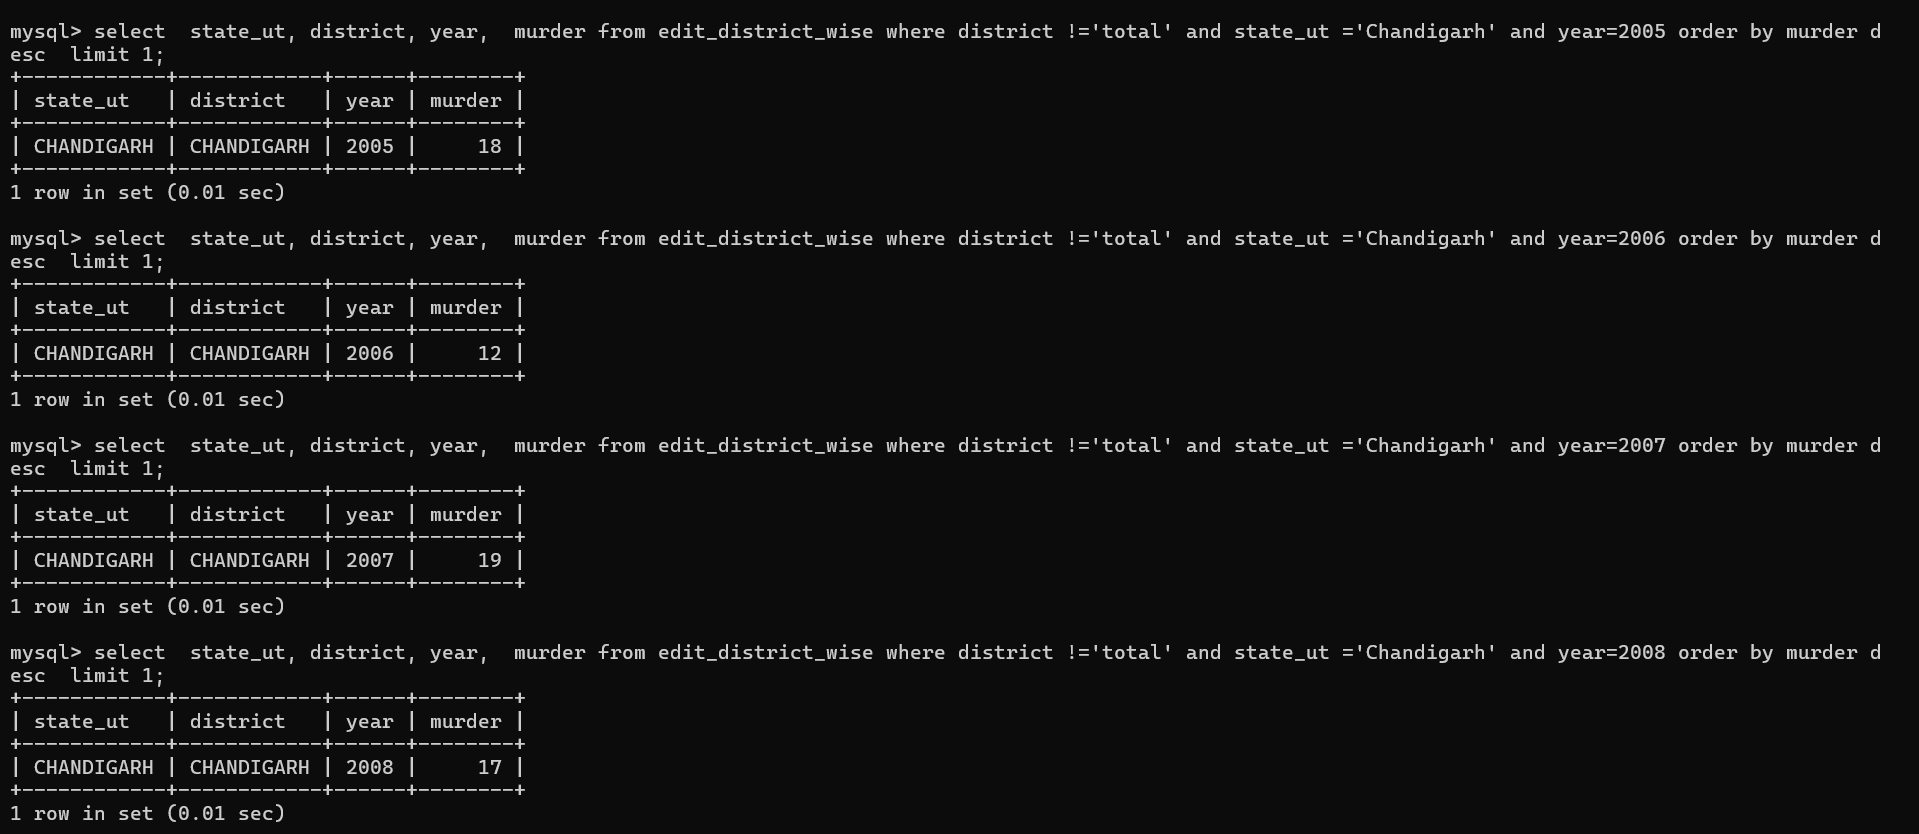 mysql> select  state_ut, district, year,  murder from edit_district_wise where district !='total' and state_ut ='Chandigarh' and year=2005 order by murder d
esc  limit 1;
+------------+------------+------+--------+
| state_ut   | district   | year | murder |
+------------+------------+------+--------+
| CHANDIGARH | CHANDIGARH | 2005 |     18 |
+------------+------------+------+--------+
1 row in set (0.01 sec)

mysql> select  state_ut, district, year,  murder from edit_district_wise where district !='total' and state_ut ='Chandigarh' and year=2006 order by murder d
esc  limit 1;
+------------+------------+------+--------+
| state_ut   | district   | year | murder |
+------------+------------+------+--------+
| CHANDIGARH | CHANDIGARH | 2006 |     12 |
+------------+------------+------+--------+
1 row in set (0.01 sec)

mysql> select  state_ut, district, year,  murder from edit_district_wise where district !='total' and state_ut ='Chandigarh' and year=2007 order by murder d
esc  limit 1;
+------------+------------+------+--------+
| state_ut   | district   | year | murder |
+------------+------------+------+--------+
| CHANDIGARH | CHANDIGARH | 2007 |     19 |
+------------+------------+------+--------+
1 row in set (0.01 sec)

mysql> select  state_ut, district, year,  murder from edit_district_wise where district !='total' and state_ut ='Chandigarh' and year=2008 order by murder d
esc  limit 1;
+------------+------------+------+--------+
| state_ut   | district   | year | murder |
+------------+------------+------+--------+
| CHANDIGARH | CHANDIGARH | 2008 |     17 |
+------------+------------+------+--------+
1 row in set (0.01 sec)